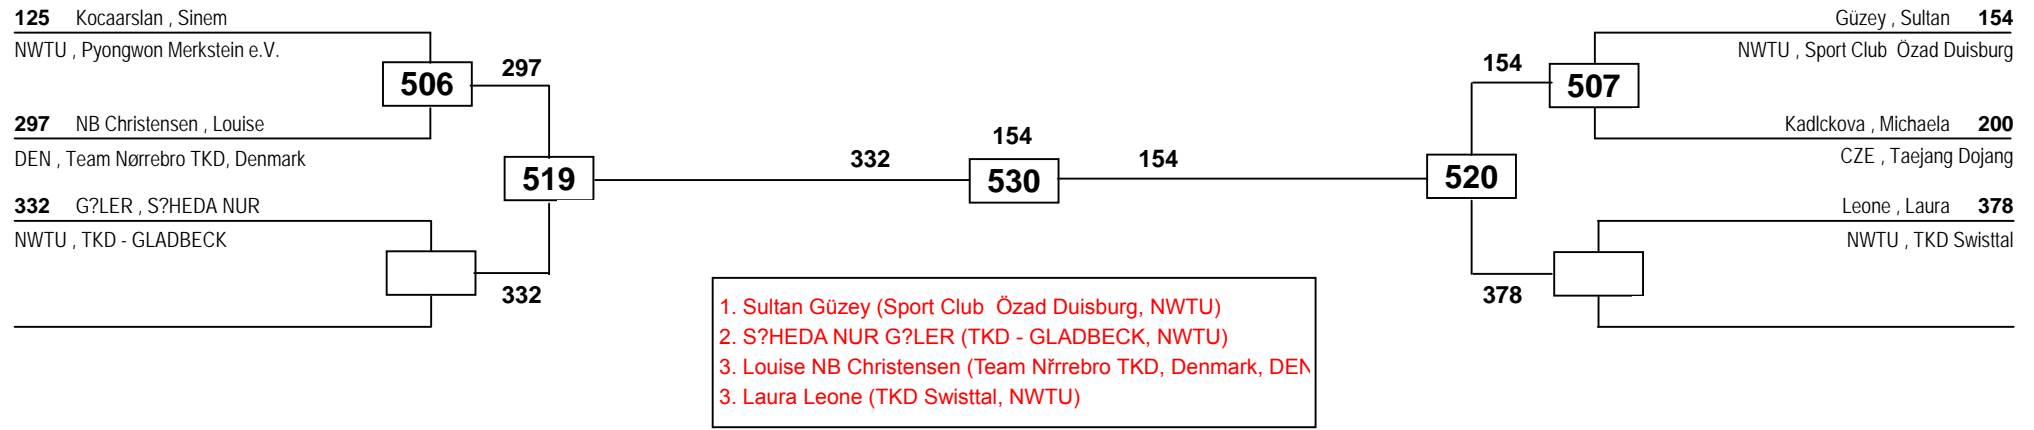 125 Kocaarslan , Sinem
NWTU , Pyongwon Merkstein e.V.
506
297
297 NB Christensen , Louise
DEN , Team Nørrebro TKD, Denmark
519
332 G?LER , S?HEDA NUR
NWTU , TKD - GLADBECK
332
332
154
530
154
Güzey , Sultan 154
NWTU , Sport Club Özad Duisburg
154
507
Kadlckova , Michaela 200
CZE , Taejang Dojang
520
Leone , Laura 378
NWTU , TKD Swisttal
378
1. Sultan Güzey (Sport Club Özad Duisburg, NWTU)
2. S?HEDA NUR G?LER (TKD - GLADBECK, NWTU)
3. Louise NB Christensen (Team Nřrrebro TKD, Denmark, DEN
3. Laura Leone (TKD Swisttal, NWTU)